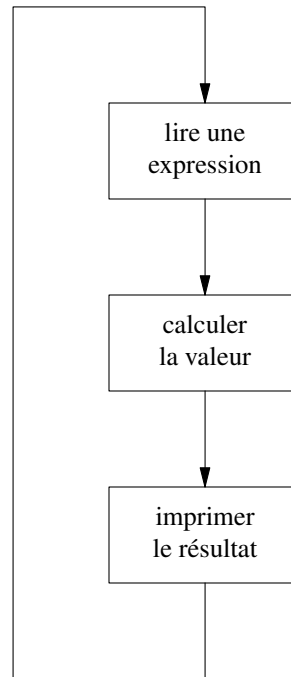 lire une
expression
calculer
la valeur
imprimer
le résultat